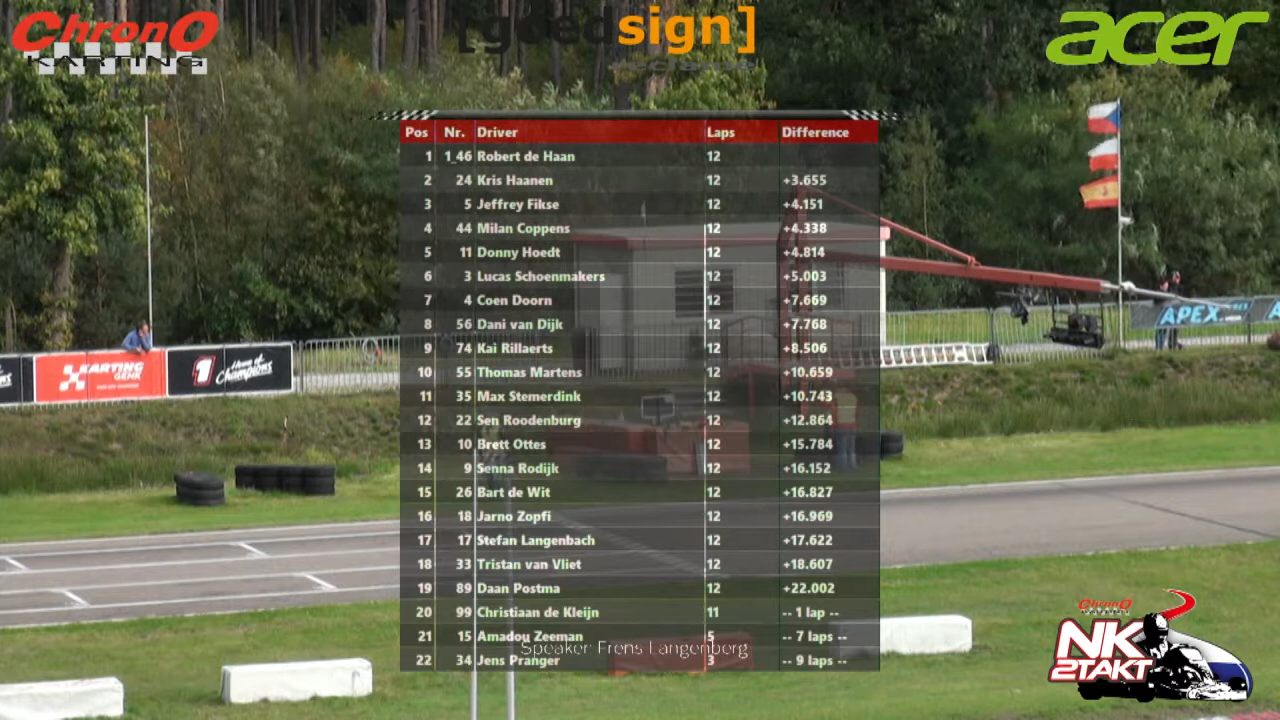 ChronO
KARTING
[goedsign]
acer
Pos Nr. Driver Laps Difference
1 1_46 Robert de Haan 12
2 24 Kris Haanen 12 +3.655
3 5 Jeffrey Fikse 12 +4.151
4 44 Milan Coppens 12 +4.338
5 11 Donny Hoedt 12 +4.814
6 3 Lucas Schoenmakers 12 +5.003
7 4 Coen Doorn 12 +7.669
8 56 Dani van Dijk 12 +7.768
9 74 Kai Rillaerts 12 +8.506
10 55 Thomas Martens 12 +10.659
11 35 Max Stemerdink 12 +10.743
12 22 Sen Roodenburg 12 +12.864
13 10 Brett Ottes 12 +15.784
14 9 Senna Rodijk 12 +16.152
15 26 Bart de Wit 12 +16.827
16 18 Jarno Zopfi 12 +16.969
17 17 Stefan Langenbach 12 +17.622
18 33 Tristan van Vliet 12 +18.607
19 89 Daan Postma 12 +22.002
20 99 Christiaan de Kleijn 11 -- 1 lap --
21 15 Amadou Zeeman 5 -- 7 laps --
22 34 Jens Pranger 3 -- 9 laps --
Speaker: Frens Langenberg
APEX
KARTING
GENK
1 Home of
Champions
ChronO
NK
2TAKT